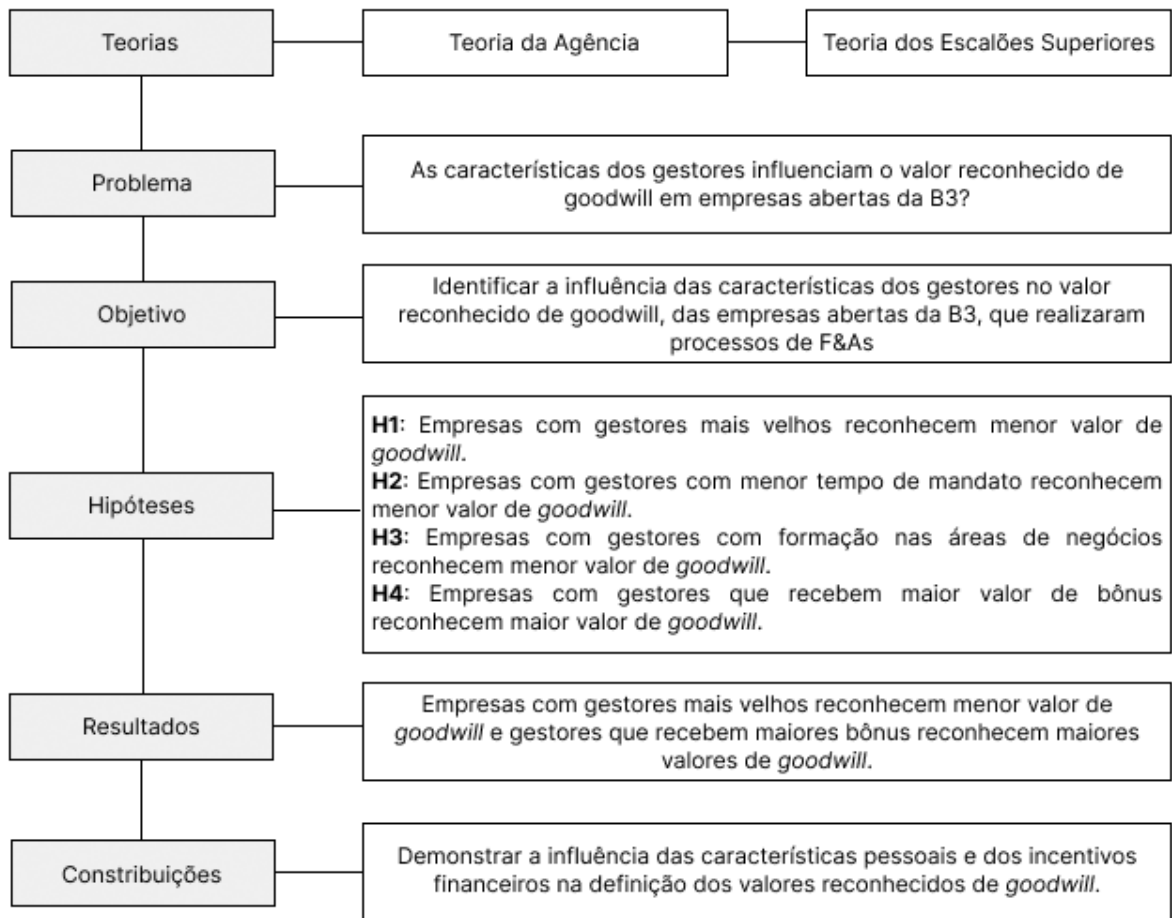 Teorias
Teoria da Agência
Teoria dos Escalões Superiores
Problema
As características dos gestores influenciam o valor reconhecido de
goodwill em empresas abertas da B3?
Objetivo
Identificar a influência das características dos gestores no valor
reconhecido de goodwill, das empresas abertas da B3, que realizaram
processos de F&As
Hipóteses
H1: Empresas com gestores mais velhos reconhecem menor valor de
goodwill.
H2: Empresas com gestores com menor tempo de mandato reconhecem
menor valor de goodwill.
H3: Empresas com gestores com formação nas áreas de negócios
reconhecem menor valor de goodwill.
H4: Empresas com gestores que recebem maior valor de bônus
reconhecem maior valor de goodwill.
Resultados
Empresas com gestores mais velhos reconhecem menor valor de
goodwill e gestores que recebem maiores bônus reconhecem maiores
valores de goodwill.
Constribuições
Demonstrar a influência das características pessoais e dos incentivos
financeiros na definição dos valores reconhecidos de goodwill.